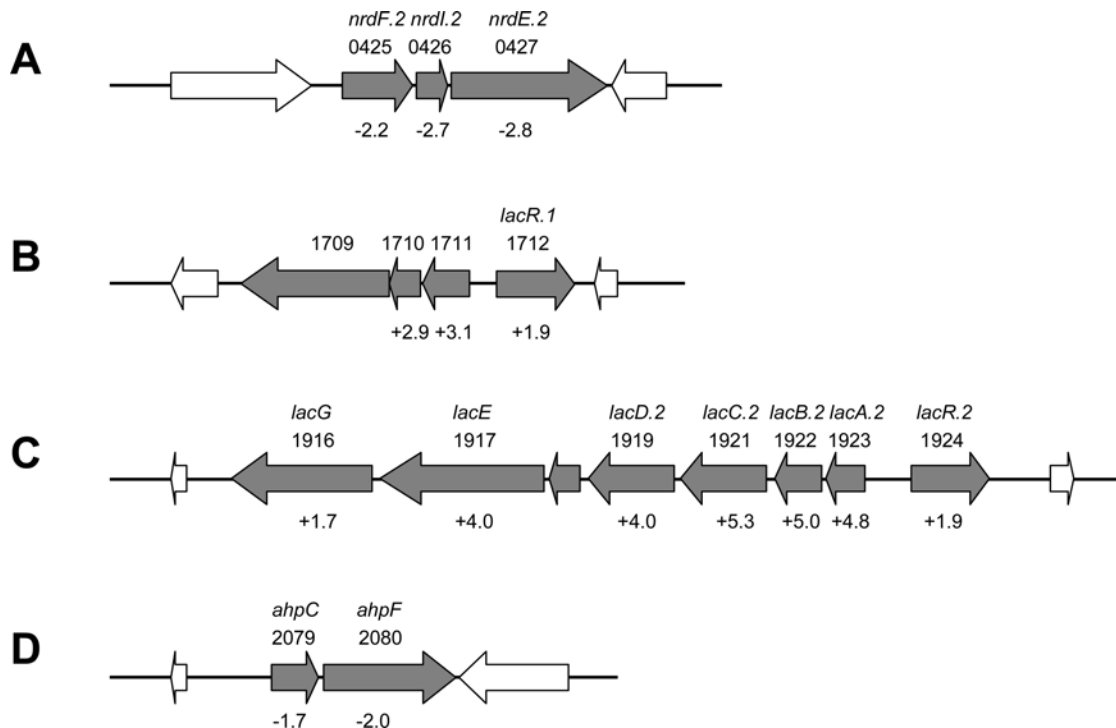 A
nrdF.2 nrdI.2 nrdE.2
0425 0426 0427
-2.2 -2.7 -2.8
B
lacR.1
1709 1710 1711 1712
+2.9 +3.1 +1.9
C
lacG lacE lacD.2 lacC.2 lacB.2 lacA.2 lacR.2
1916 1917 1919 1921 1922 1923 1924
+1.7 +4.0 +4.0 +5.3 +5.0 +4.8 +1.9
D
ahpC ahpF
2079 2080
-1.7 -2.0